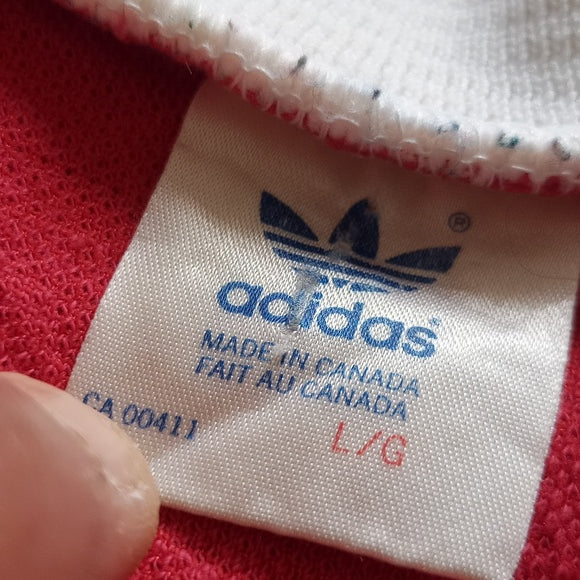 ®
adidas®
MADE IN CANADA
FAIT AU CANADA
CA 00411
L/G